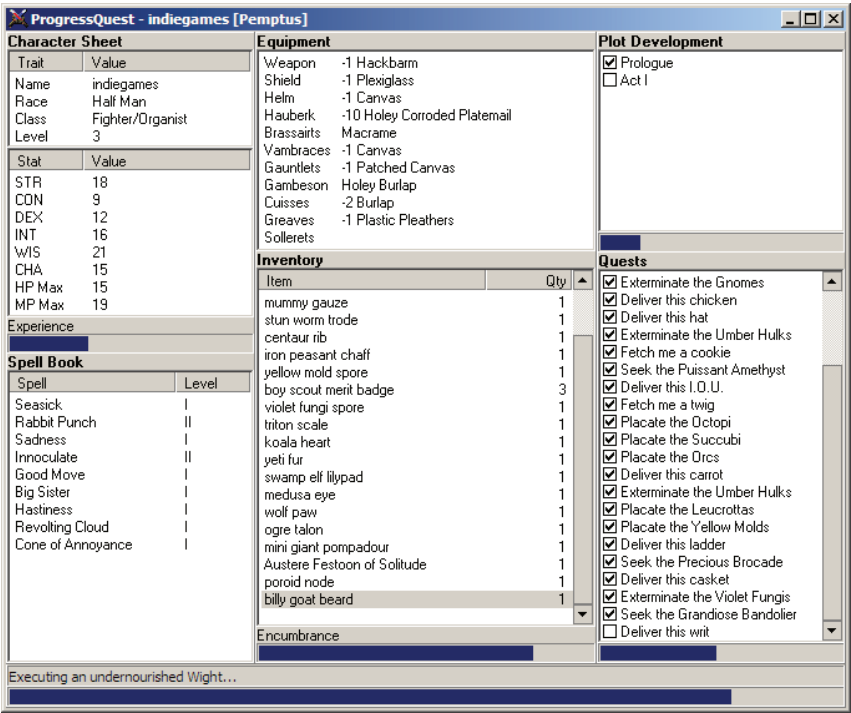 ProgressQuest - indiegames [Pemptus]
Character Sheet
Trait Value
Name indiegames
Race Half Man
Class Fighter/Organist
Level 3
Stat Value
STR 18
CON 9
DEX 12
INT 16
WIS 21
CHA 15
HP Max 15
MP Max 19
Experience
Spell Book
Spell Level
Seasick I
Rabbit Punch II
Sadness I
Innoculate II
Good Move I
Big Sister I
Hastiness I
Revolting Cloud I
Cone of Annoyance I
Equipment
Weapon -1 Hackbarm
Shield -1 Plexiglass
Helm -1 Canvas
Hauberk -10 Holey Corroded Platemail
Brassairts Macrame
Vambraces -1 Canvas
Gauntlets -1 Patched Canvas
Gambeson Holey Burlap
Cuisses -2 Burlap
Greaves -1 Plastic Pleathers
Sollerets
Inventory
Item Qty
mummy gauze 1
stun worm trode 1
centaur rib 1
iron peasant chaff 1
yellow mold spore 1
boy scout merit badge 3
violet fungi spore 1
triton scale 1
koala heart 1
yeti fur 1
swamp elf lilypad 1
medusa eye 1
wolf paw 1
ogre talon 1
mini giant pompadour 1
Austere Festoon of Solitude 1
poroid node 1
billy goat beard 1
Encumbrance
Plot Development
Prologue
Act I
Quests
Exterminate the Gnomes
Deliver this chicken
Deliver this hat
Exterminate the Umber Hulks
Fetch me a cookie
Seek the Puissant Amethyst
Deliver this I.O.U.
Fetch me a twig
Placate the Octopi
Placate the Succubi
Placate the Orcs
Deliver this carrot
Exterminate the Umber Hulks
Placate the Leucrottas
Placate the Yellow Molds
Deliver this ladder
Seek the Precious Brocade
Deliver this casket
Exterminate the Violet Fungis
Seek the Grandiose Bandolier
Deliver this writ
Executing an undernourished Wight...